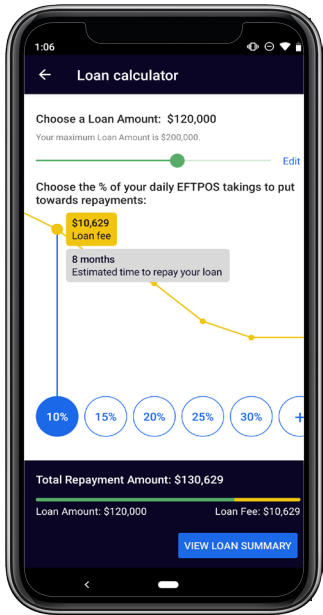 1:06
Loan calculator
Choose a Loan Amount: $120,000
Your maximum Loan Amount is $200,000.
Edit
Choose the % of your daily EFTPOS takings to put
towards repayments:
$10,629
Loan fee
8 months
Estimated time to repay your loan
10% 15% 20% 25% 30% +
Total Repayment Amount: $130,629
Loan Amount: $120,000 Loan Fee: $10,629
VIEW LOAN SUMMARY